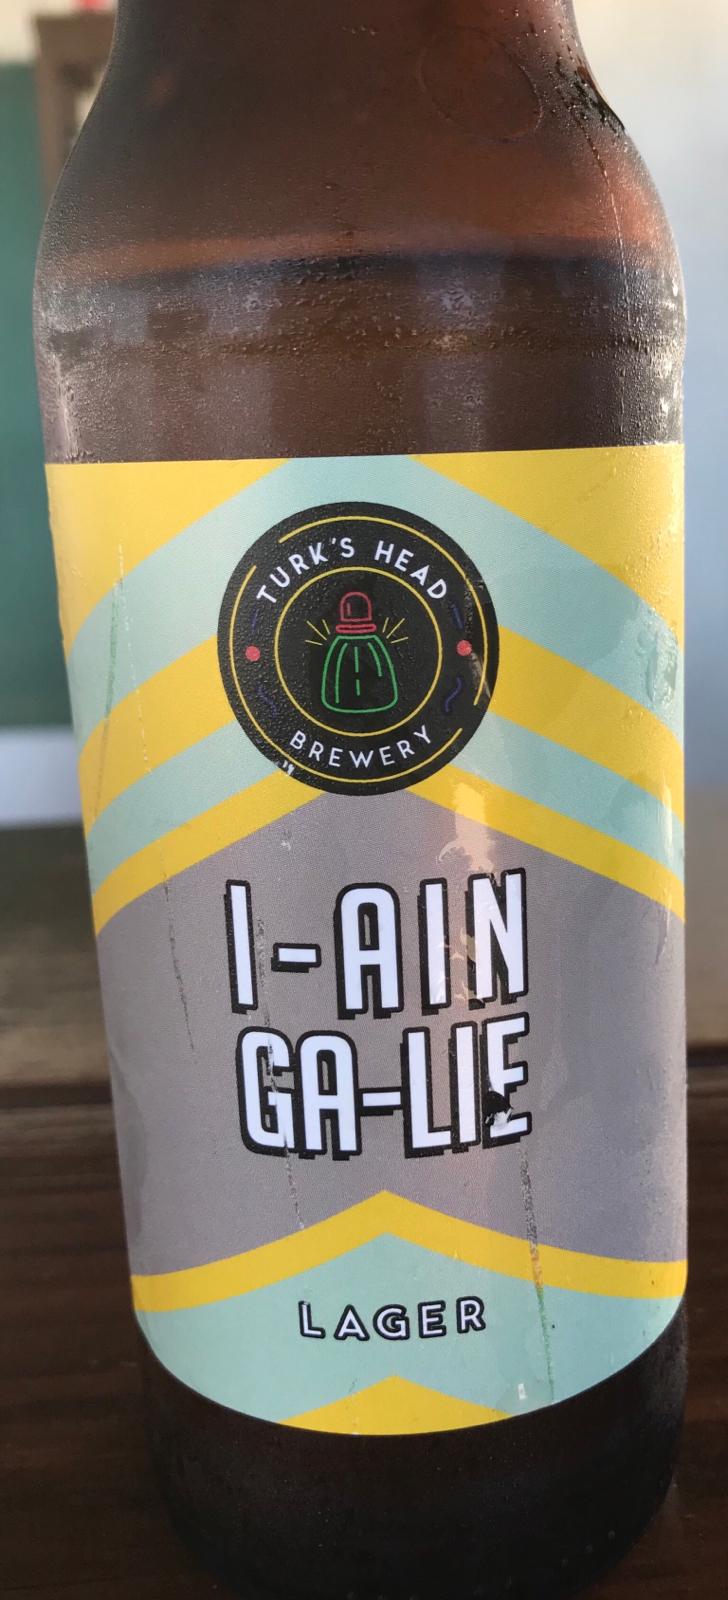 TURK'S HEAD
BREWERY
I-AIN
GA-LIE
LAGER